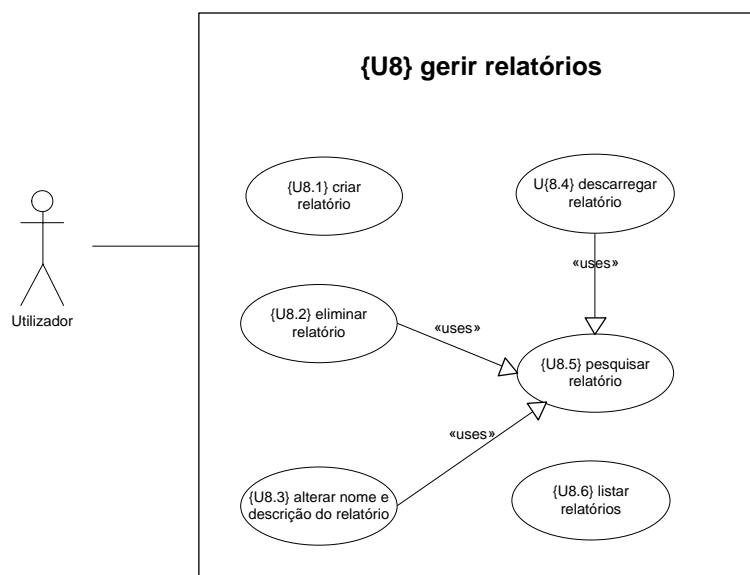 {U8} gerir relatórios
{U8.1} criar
relatório
U{8.4} descarregar
relatório
«uses»
Utilizador
{U8.2} eliminar
relatório
«uses»
{U8.5} pesquisar
relatório
«uses»
{U8.3} alterar nome e
descrição do relatório
{U8.6} listar
relatórios